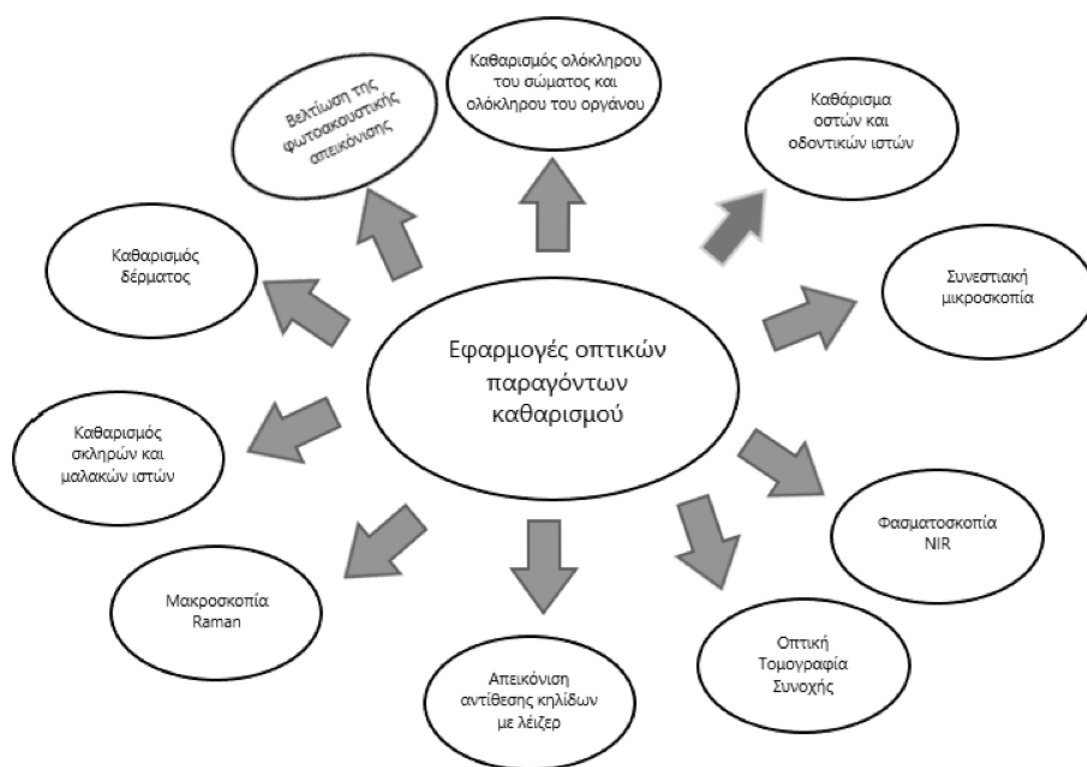 Καθαρισμός ολόκληρου
του σώματος και
ολόκληρου του οργάνου
Βελτίωση της
φωτοακουστικής
απεικόνισης
Καθάρισμα
οστών και
οδοντικών ιστών
Καθαρισμός
δέρματος
Συνεστιακή
μικροσκοπία
Εφαρμογές οπτικών
παραγόντων
καθαρισμού
Καθαρισμός
σκληρών και
μαλακών ιστών
Φασματοσκοπία
NIR
Μακροσκοπία
Raman
Οπτική
Τομογραφία
Συνοχής
Απεικόνιση
αντίθεσης κηλίδων
με λέιζερ